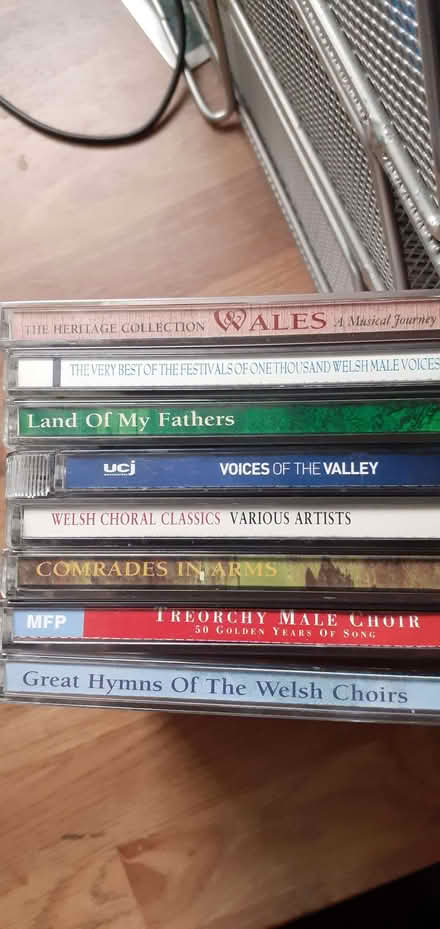 THE HERITAGE COLLECTION WALES A Musical Journey
THE VERY BEST OF THE FESTIVALS OF ONE THOUSAND WELSH MALE VOICES
Land Of My Fathers
ucj VOICES OF THE VALLEY
WELSH CHORAL CLASSICS VARIOUS ARTISTS
COMRADES IN ARMS
MFP TREORCHY MALE CHOIR
50 GOLDEN YEARS OF SONG
Great Hymns Of The Welsh Choirs